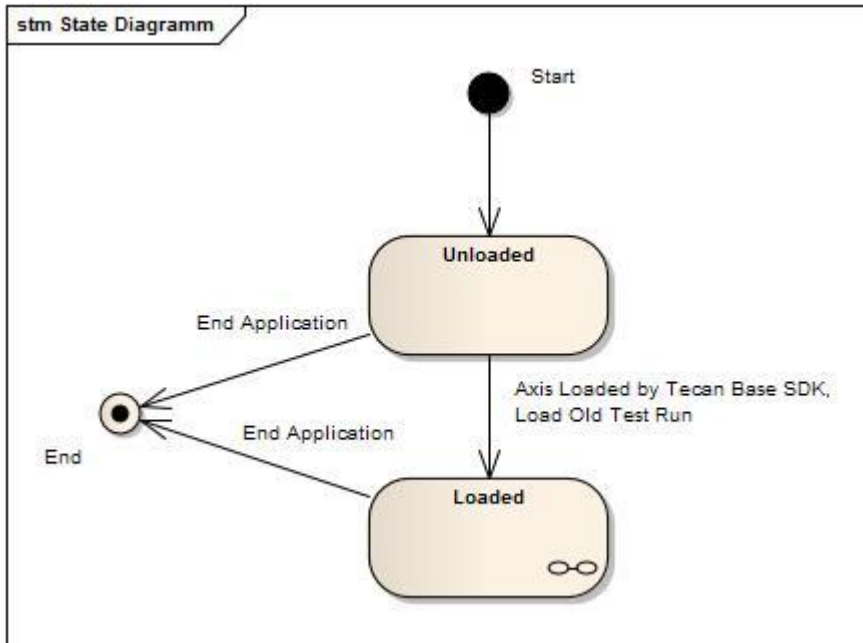 stm State Diagramm
Start
Unloaded
End Application
Axis Loaded by Tecan Base SDK,
Load Old Test Run
End Application
End
Loaded